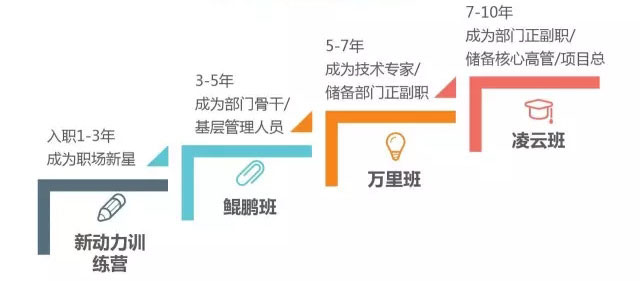 入职1-3年
成为职场新星
新动力训
练营
3-5年
成为部门骨干/
基层管理人员
鲲鹏班
5-7年
成为技术专家/
储备部门正副职
万里班
7-10年
成为部门正副职/
储备核心高管/项目总
凌云班